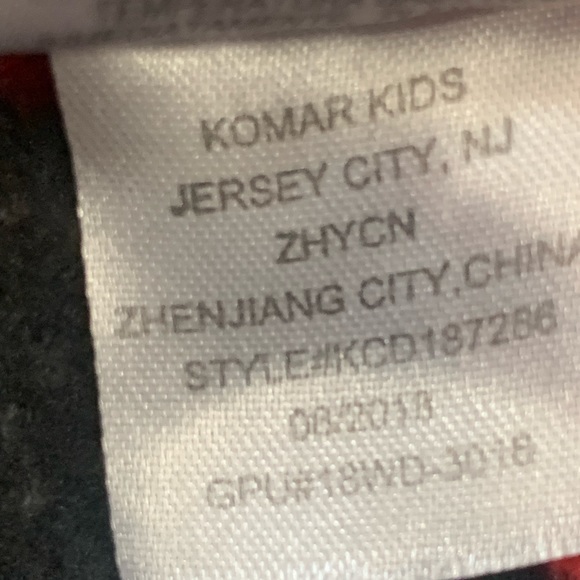 KOMAR KIDS
JERSEY CITY, NJ
ZHYCN
ZHENJIANG CITY,CHINA
STYLE#KCD187286
08/2018
GPU#18WD-3018